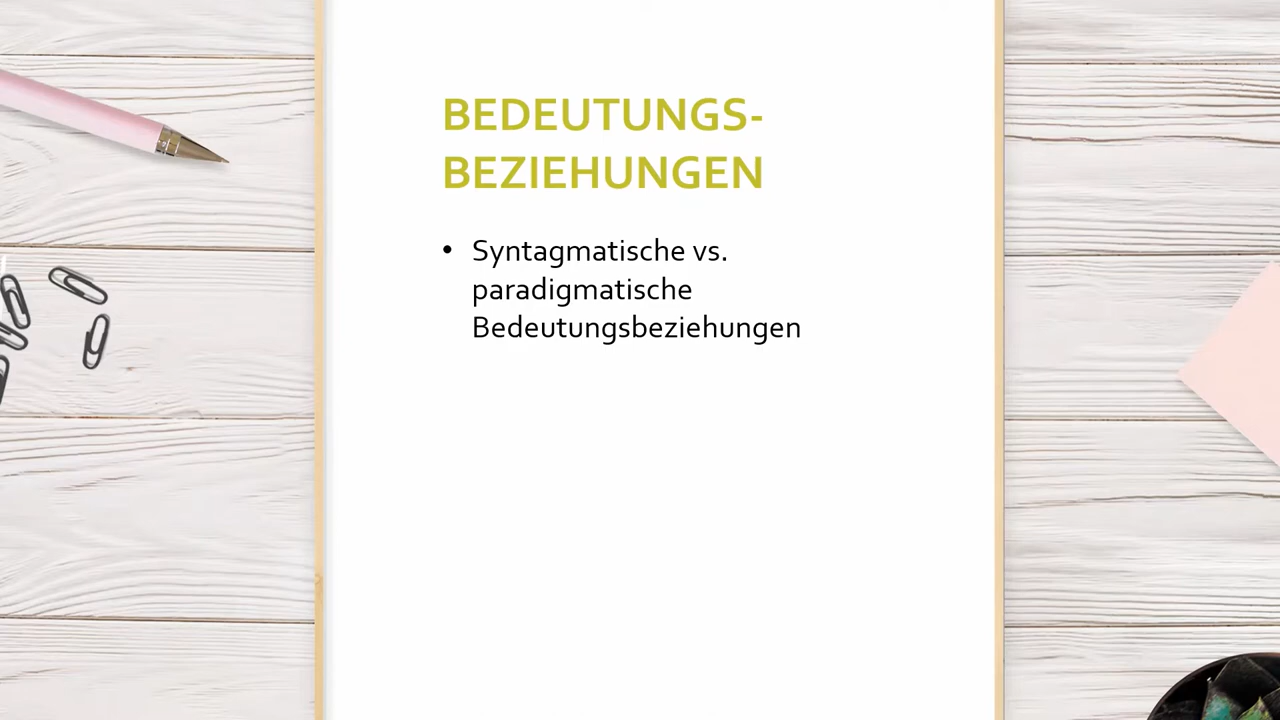 BEDEUTUNGS-
BEZIEHUNGEN
• Syntagmatische vs.
paradigmatische
Bedeutungsbeziehungen